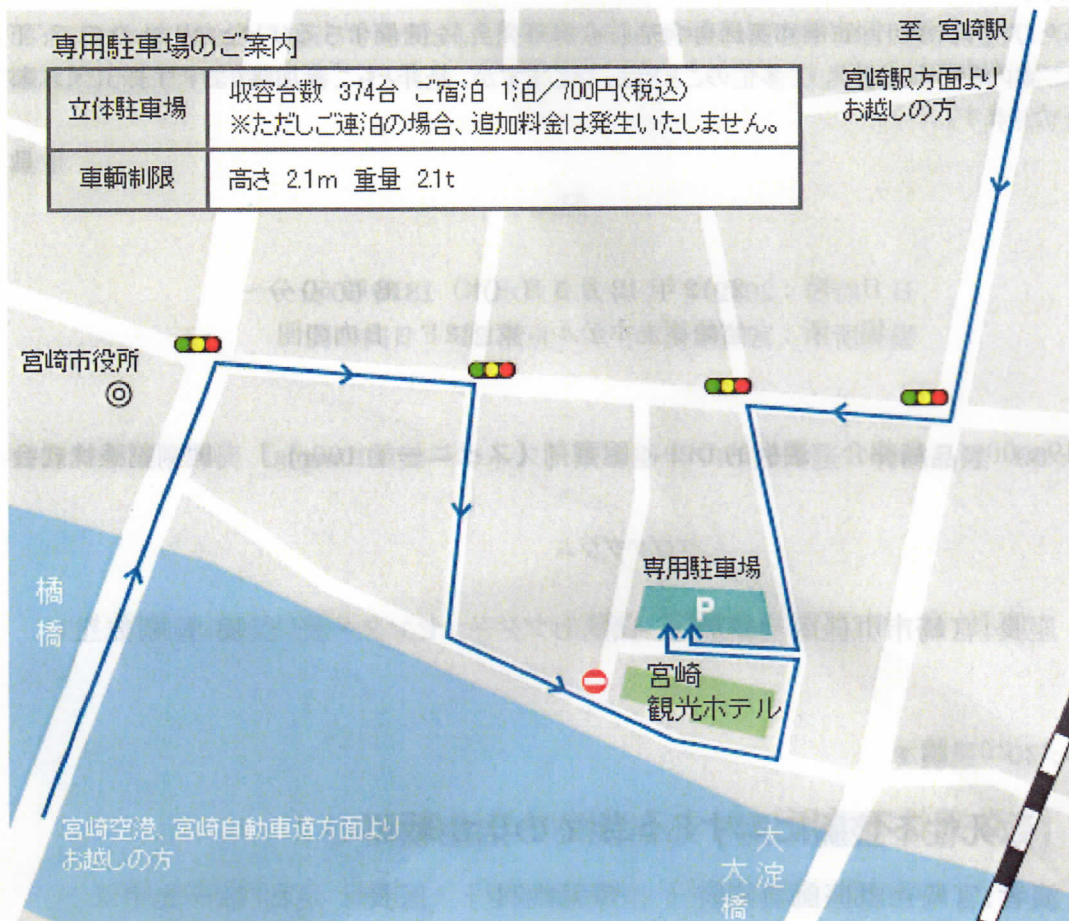 専用駐車場のご案内
立体駐車場
収容台数 374台 ご宿泊 1泊／700円(税込)
※ただしご連泊の場合、追加料金は発生いたしません。
車輌制限
高さ 2.1m 重量 2.1t
至 宮崎駅
宮崎駅方面より
お越しの方
宮崎市役所
橘橋
専用駐車場
P
宮崎
観光ホテル
宮崎空港、宮崎自動車道方面より
お越しの方
大淀
大橋